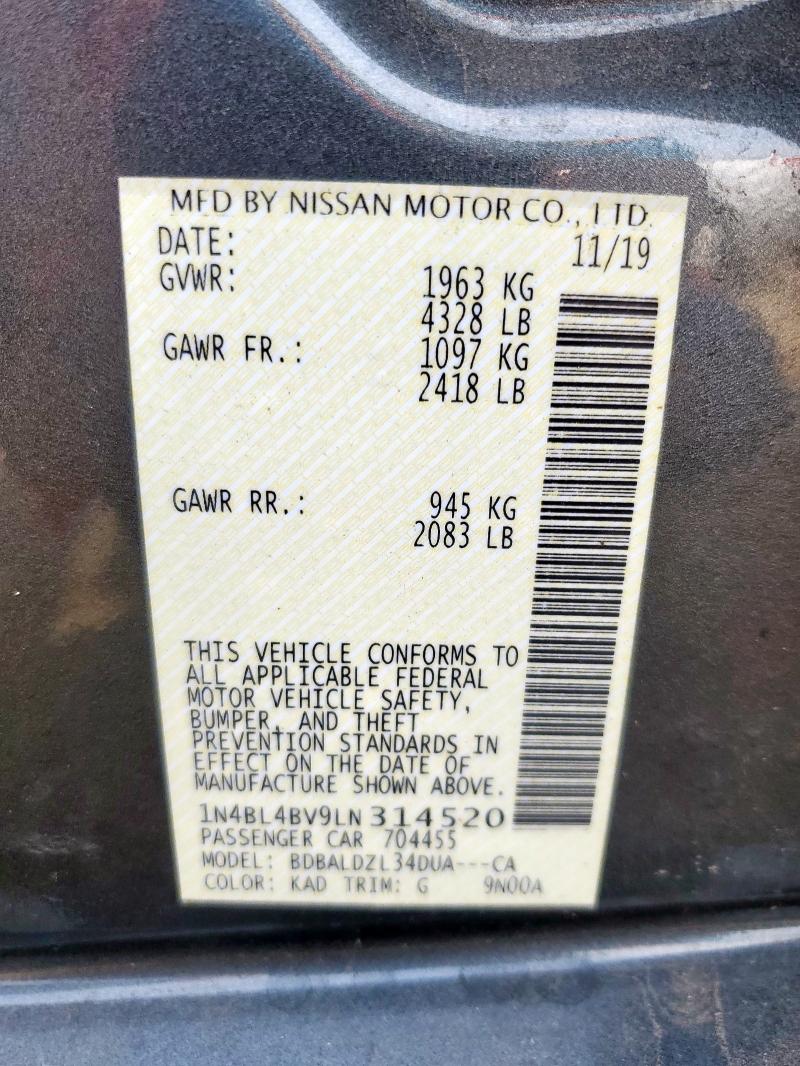 MFD BY NISSAN MOTOR CO., LTD.
DATE: 11/19
GVWR: 1963 KG
4328 LB
GAWR FR.: 1097 KG
2418 LB
GAWR RR.: 945 KG
2083 LB
THIS VEHICLE CONFORMS TO
ALL APPLICABLE FEDERAL
MOTOR VEHICLE SAFETY,
BUMPER, AND THEFT
PREVENTION STANDARDS IN
EFFECT ON THE DATE OF
MANUFACTURE SHOWN ABOVE.
1N4BL4BV9LN314520
PASSENGER CAR 704455
MODEL: BDBALDZL34DUA---CA
COLOR: KAD TRIM: G 9N00A